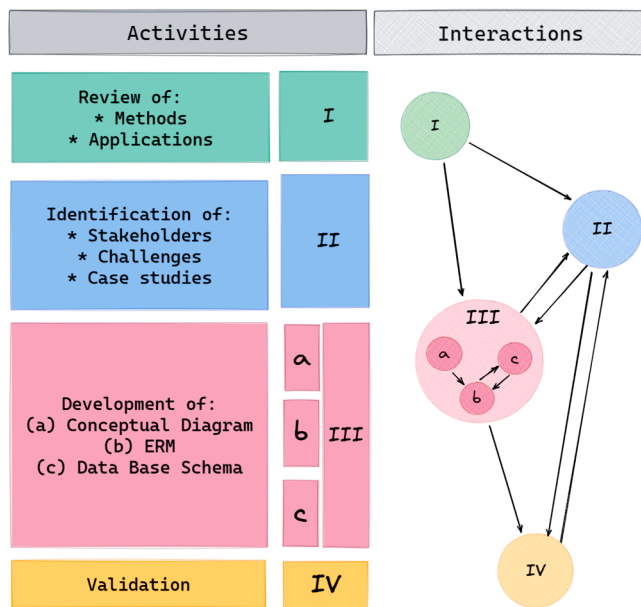 Activities
Interactions
Review of:
* Methods
* Applications
I
Identification of:
* Stakeholders
* Challenges
* Case studies
II
Development of:
(a) Conceptual Diagram
(b) ERM
(c) Data Base Schema
a
b
c
III
Validation
IV
I
II
III
a
c
b
IV